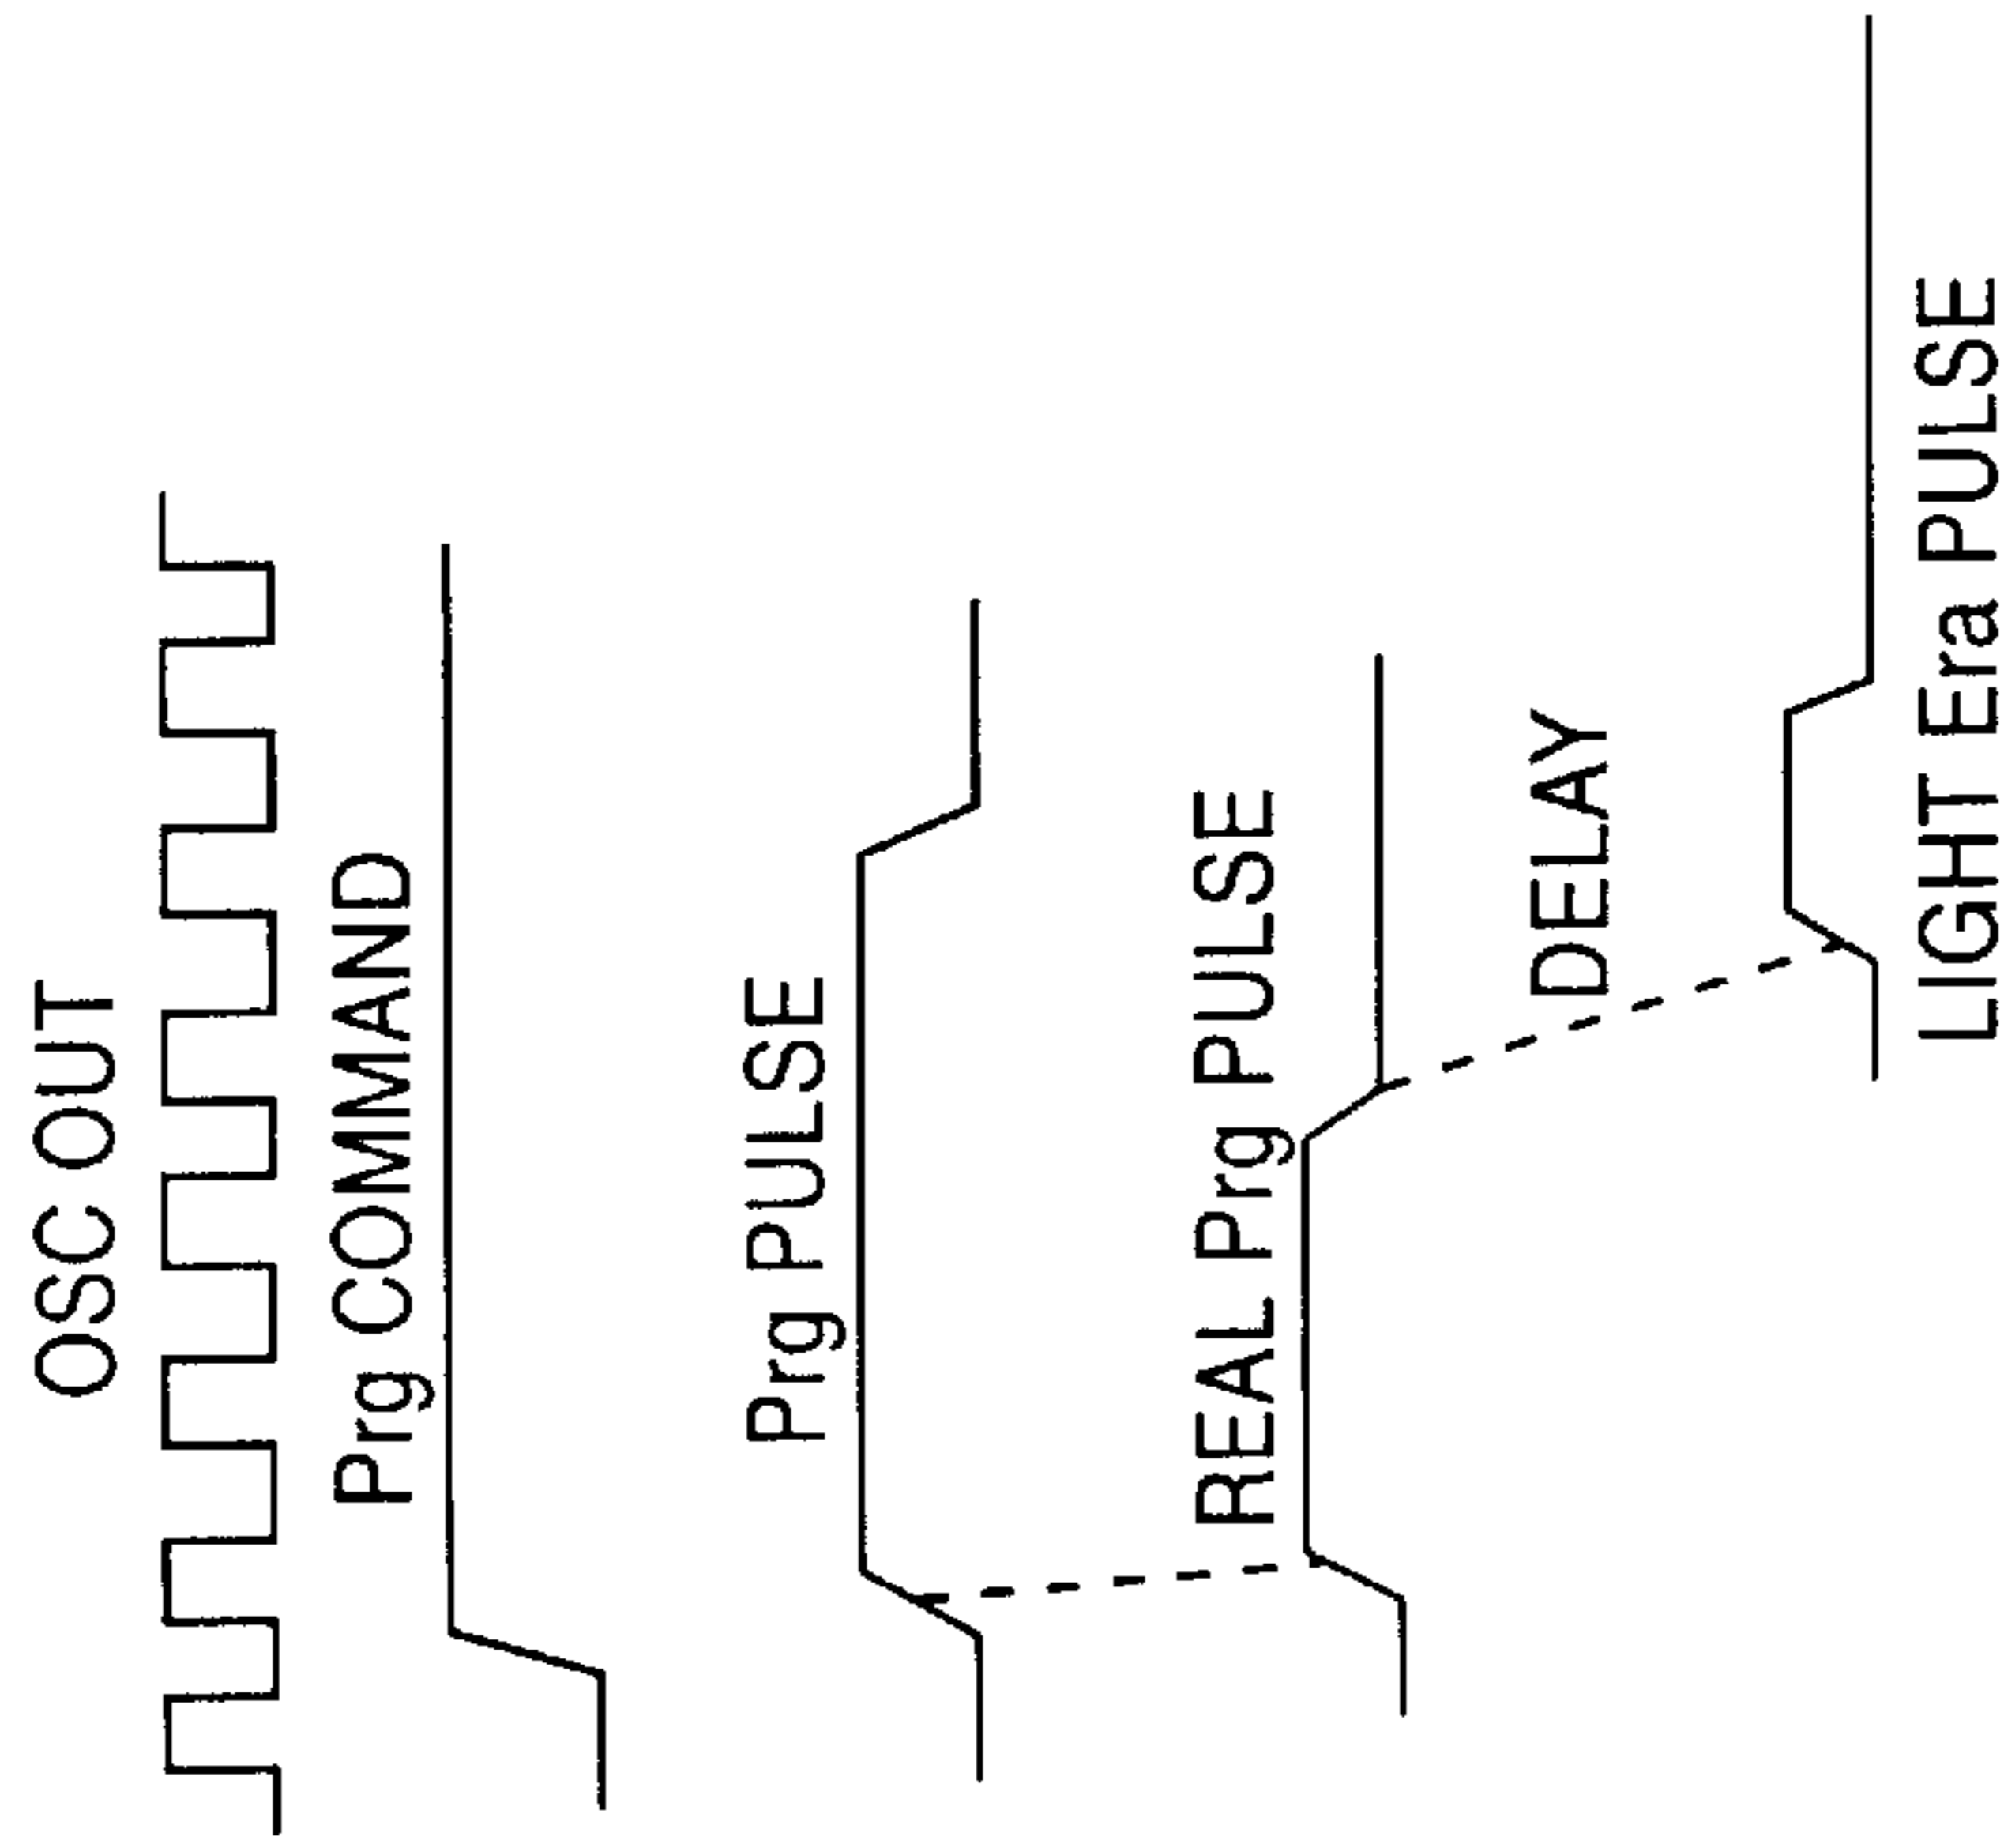 OSC OUT
Prg COMMAND
Prg PULSE
REAL Prg PULSE
DELAY
LIGHT Era PULSE